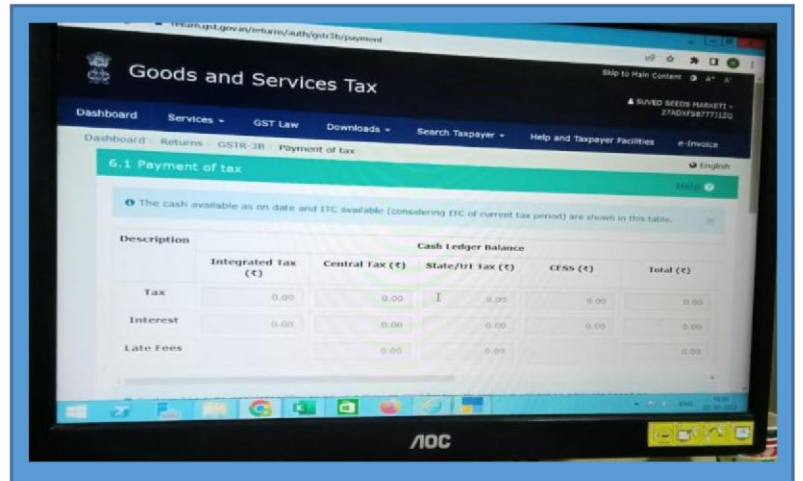 return.gst.gov.in/returns/auth/gstr3b/payment
Skip to Main Content A+ A-
Goods and Services Tax
SUVED SEEDS MARKETI
Dashboard Services GST Law Downloads Search Taxpayer Help and Taxpayer Facilities e-Invoice
Dashboard Returns GSTR-3B Payment of tax
English
6.1 Payment of tax
Help
The cash available as on date and ITC available (considering ITC of current tax period) are shown in this table.
Description Cash Ledger Balance
Integrated Tax (₹) Central Tax (₹) State/UT Tax (₹) CESS (₹) Total (₹)
Tax 0.00 0.00 0.00 0.00 0.00
Interest 0.00 0.00 0.00 0.00 0.00
Late Fees 0.00 0.00 0.00
ENG
AOC